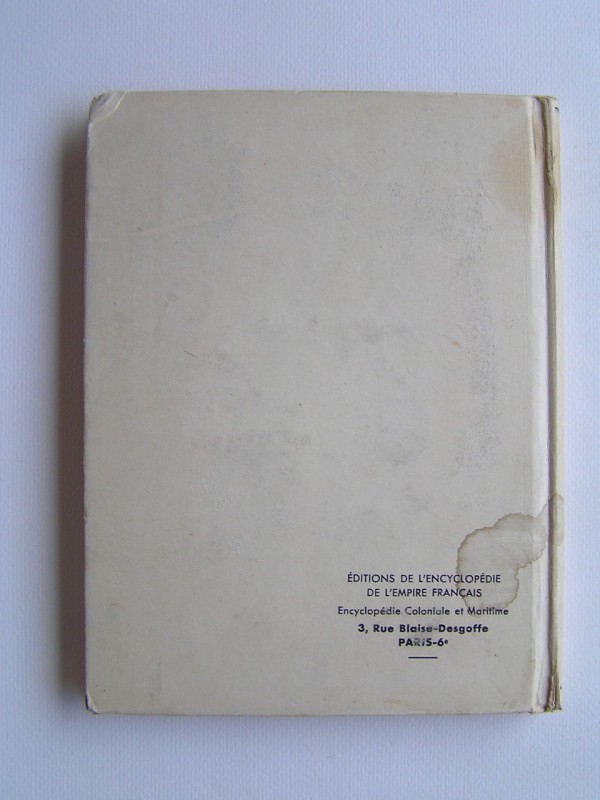 ÉDITIONS DE L'ENCYCLOPÉDIE
DE L'EMPIRE FRANÇAIS
Encyclopédie Coloniale et Maritime
3, Rue Blaise-Desgoffe
PARIS-6e